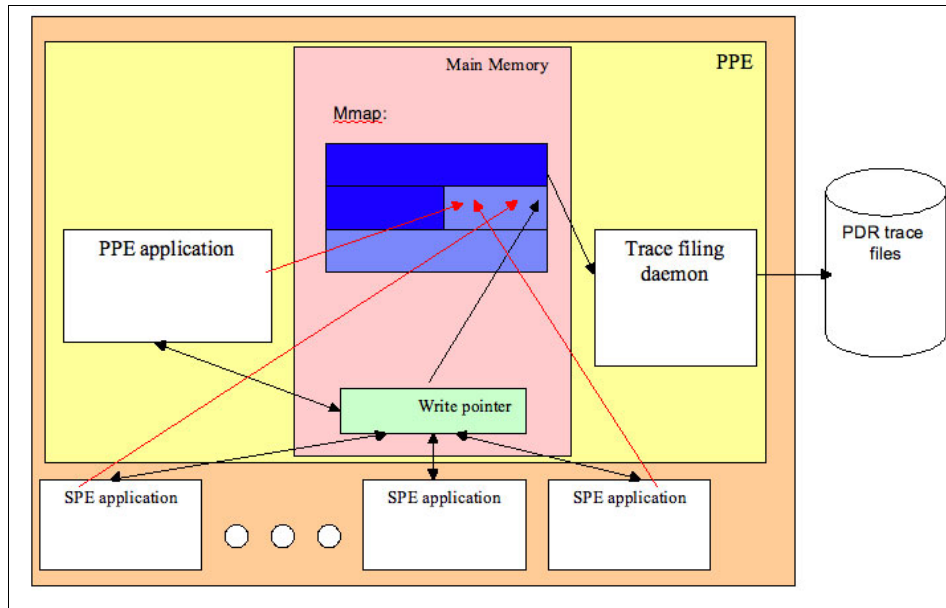 Main Memory
PPE
Mmap:
PPE application
Trace filing
daemon
PDR trace
files
Write pointer
SPE application
SPE application
SPE application